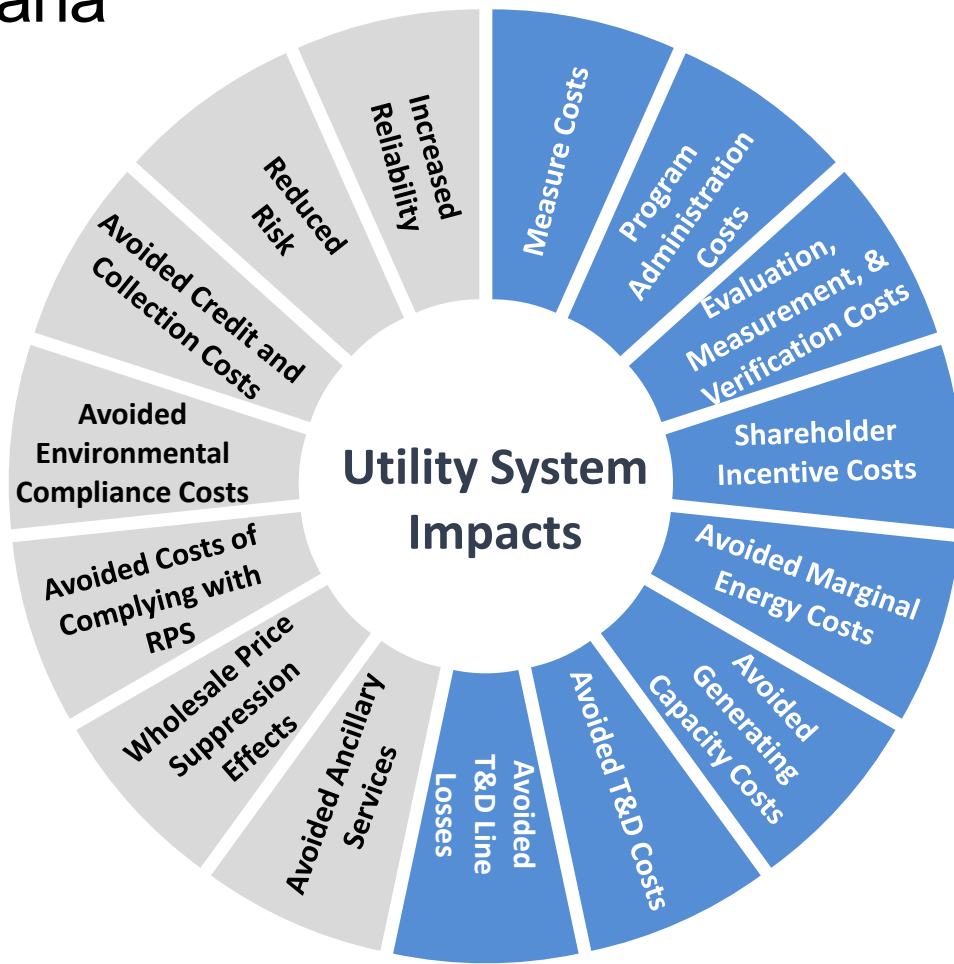 Utility System
Impacts
Measure Costs
Program
Administration
Costs
Evaluation,
Measurement, &
Verification Costs
Shareholder
Incentive Costs
Avoided Marginal
Energy Costs
Avoided
Generating
Capacity Costs
Avoided T&D Costs
Avoided
T&D Line
Losses
Avoided Ancillary
Services
Wholesale Price
Suppression
Effects
Avoided Costs of
Complying with
RPS
Avoided
Environmental
Compliance Costs
Avoided Credit and
Collection Costs
Reduced
Risk
Increased
Reliability